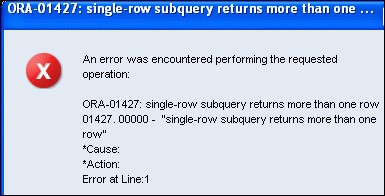 ORA-01427: single-row subquery returns more than one ...
An error was encountered performing the requested
operation:
ORA-01427: single-row subquery returns more than one row
01427. 00000 - "single-row subquery returns more than one
row"
*Cause:
*Action:
Error at Line:1